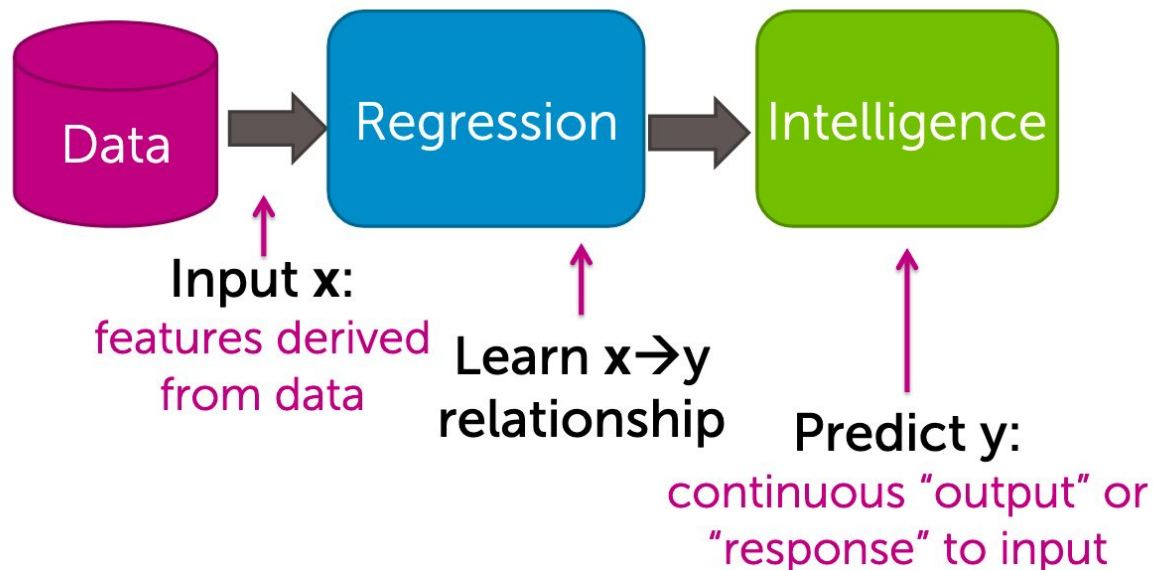 Data
Regression
Intelligence
Input x:
features derived
from data
Learn x→y
relationship
Predict y:
continuous “output” or
“response” to input